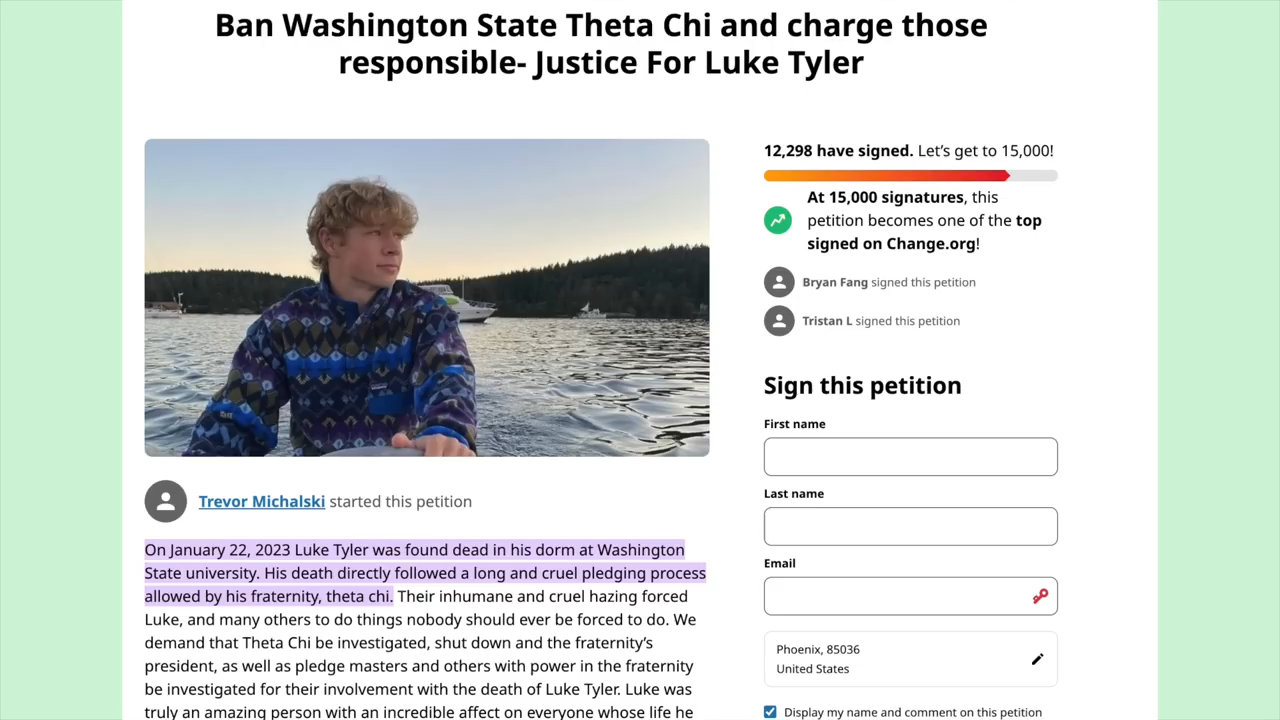 Ban Washington State Theta Chi and charge those
responsible- Justice For Luke Tyler
12,298 have signed. Let’s get to 15,000!
At 15,000 signatures, this
petition becomes one of the top
signed on Change.org!
Bryan Fang signed this petition
Tristan L signed this petition
Sign this petition
First name
Last name
Email
Phoenix, 85036
United States
Display my name and comment on this petition
Trevor Michalski started this petition
On January 22, 2023 Luke Tyler was found dead in his dorm at Washington
State university. His death directly followed a long and cruel pledging process
allowed by his fraternity, theta chi. Their inhumane and cruel hazing forced
Luke, and many others to do things nobody should ever be forced to do. We
demand that Theta Chi be investigated, shut down and the fraternity’s
president, as well as pledge masters and others with power in the fraternity
be investigated for their involvement with the death of Luke Tyler. Luke was
truly an amazing person with an incredible affect on everyone whose life he